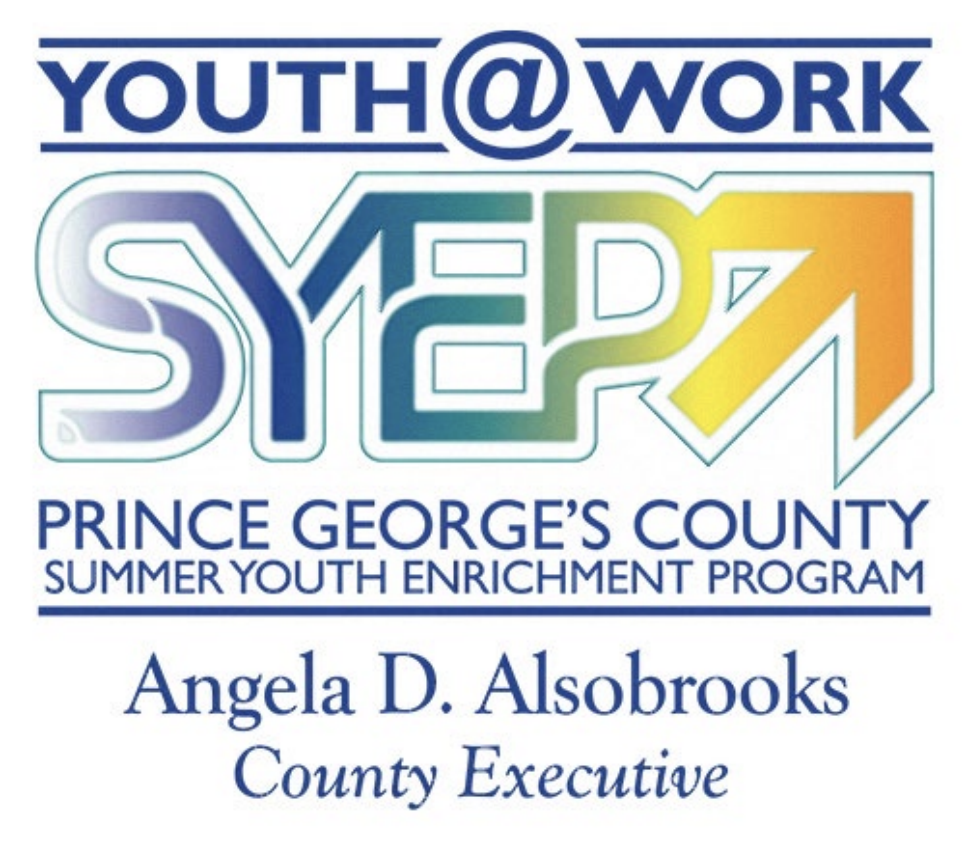 YOUTH@WORK
SYEP
PRINCE GEORGE'S COUNTY
SUMMER YOUTH ENRICHMENT PROGRAM
Angela D. Alsobrooks
County Executive